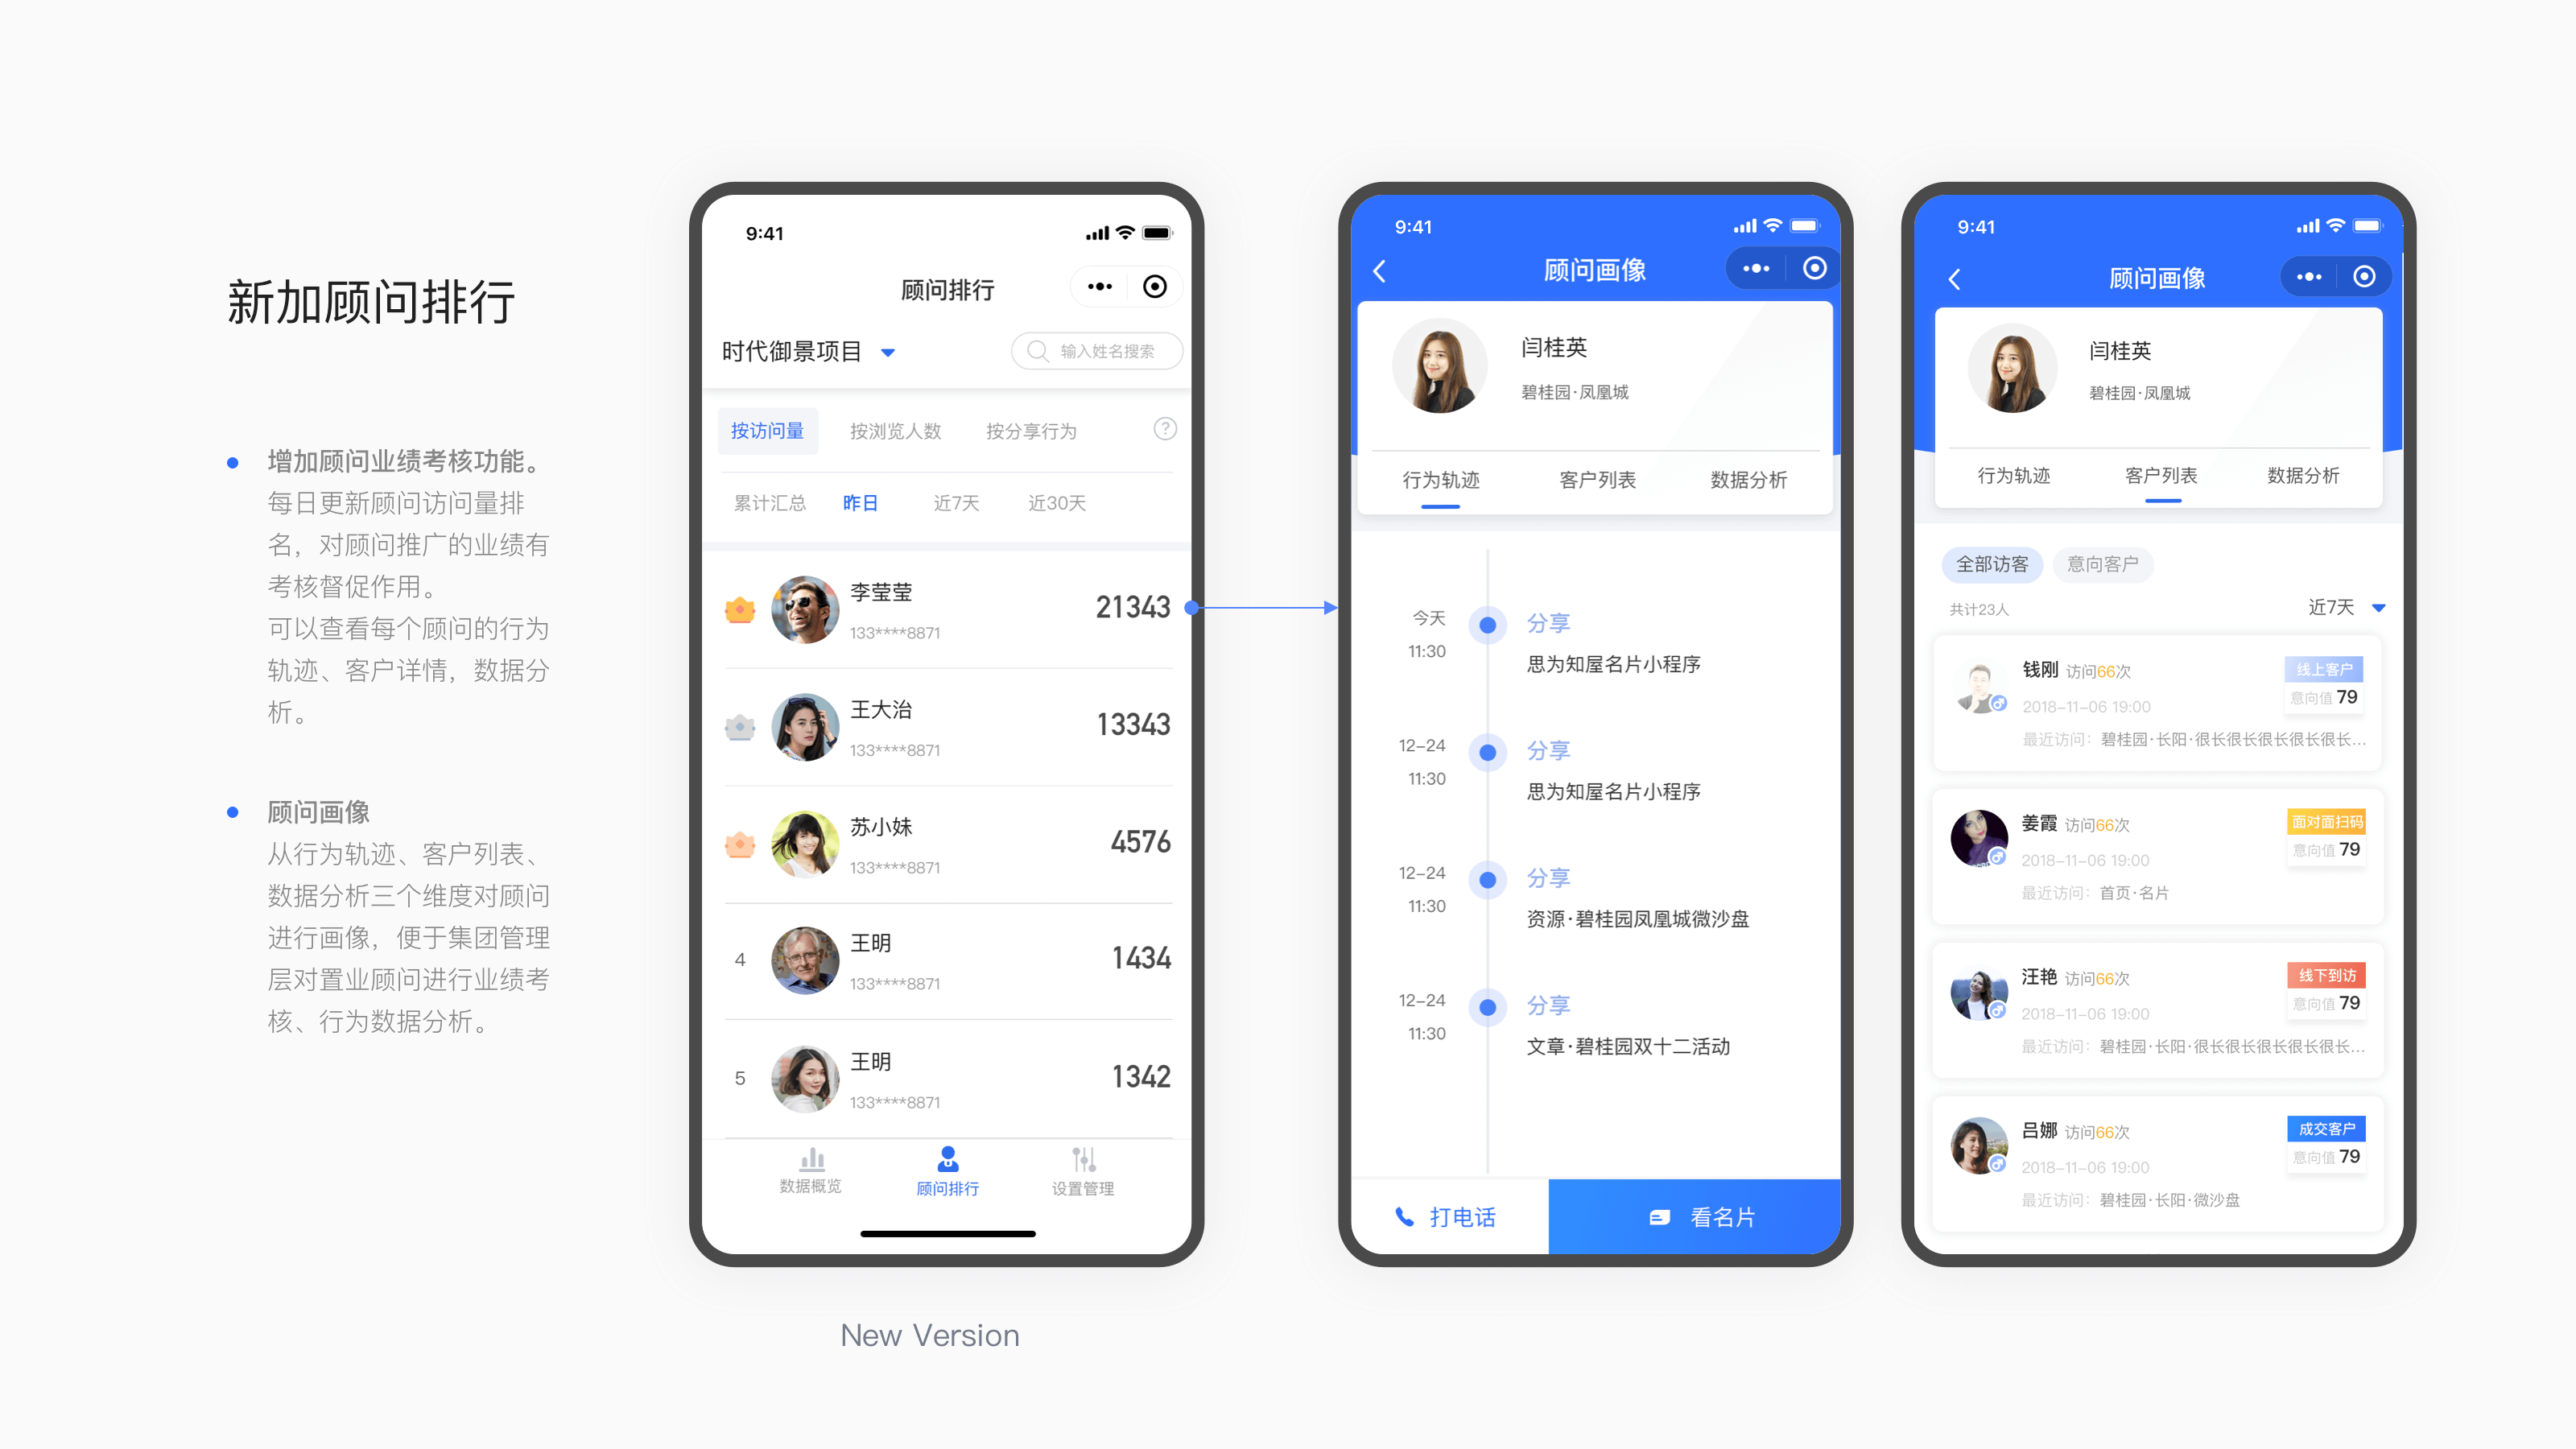 新加顾问排行
增加顾问业绩考核功能。
每日更新顾问访问量排
名，对顾问推广的业绩有
考核督促作用。
可以查看每个顾问的行为
轨迹、客户详情，数据分
析。
顾问画像
从行为轨迹、客户列表、
数据分析三个维度对顾问
进行画像，便于集团管理
层对置业顾问进行业绩考
核、行为数据分析。
9:41
顾问排行
时代御景项目
输入姓名搜索
按访问量 按浏览人数 按分享行为 ?
累计汇总 昨日 近7天 近30天
李莹莹
133****8871
21343
王大治
133****8871
13343
苏小妹
133****8871
4576
4
王明
133****8871
1434
5
王明
133****8871
1342
数据概览 顾问排行 设置管理
New Version
9:41
顾问画像
闫桂英
碧桂园·凤凰城
行为轨迹 客户列表 数据分析
今天
11:30
分享
思为知屋名片小程序
12-24
11:30
分享
思为知屋名片小程序
12-24
11:30
分享
资源·碧桂园凤凰城微沙盘
12-24
11:30
分享
文章·碧桂园双十二活动
打电话 看名片
9:41
顾问画像
闫桂英
碧桂园·凤凰城
行为轨迹 客户列表 数据分析
全部访客 意向客户
共计23人 近7天
钱刚 访问66次
线上客户
意向值 79
2018-11-06 19:00
最近访问：碧桂园·长阳·很长很长很长很长很长...
姜霞 访问66次
面对面扫码
意向值 79
2018-11-06 19:00
最近访问：首页·名片
汪艳 访问66次
线下到访
意向值 79
2018-11-06 19:00
最近访问：碧桂园·长阳·很长很长很长很长很长...
吕娜 访问66次
成交客户
意向值 79
2018-11-06 19:00
最近访问：碧桂园·长阳·微沙盘